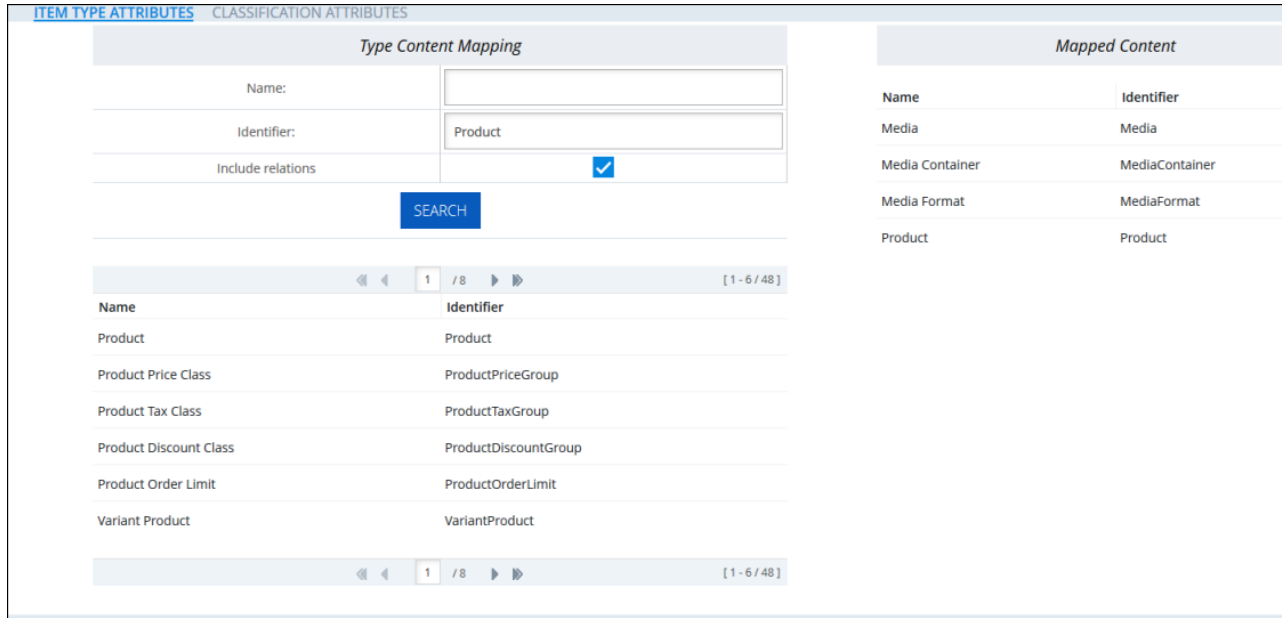 ITEM TYPE ATTRIBUTES CLASSIFICATION ATTRIBUTES
Type Content Mapping
Name:
Identifier: Product
Include relations
SEARCH
1 / 8 [ 1 - 6 / 48 ]
Name Identifier
Product Product
Product Price Class ProductPriceGroup
Product Tax Class ProductTaxGroup
Product Discount Class ProductDiscountGroup
Product Order Limit ProductOrderLimit
Variant Product VariantProduct
1 / 8 [ 1 - 6 / 48 ]
Mapped Content
Name Identifier
Media Media
Media Container MediaContainer
Media Format MediaFormat
Product Product